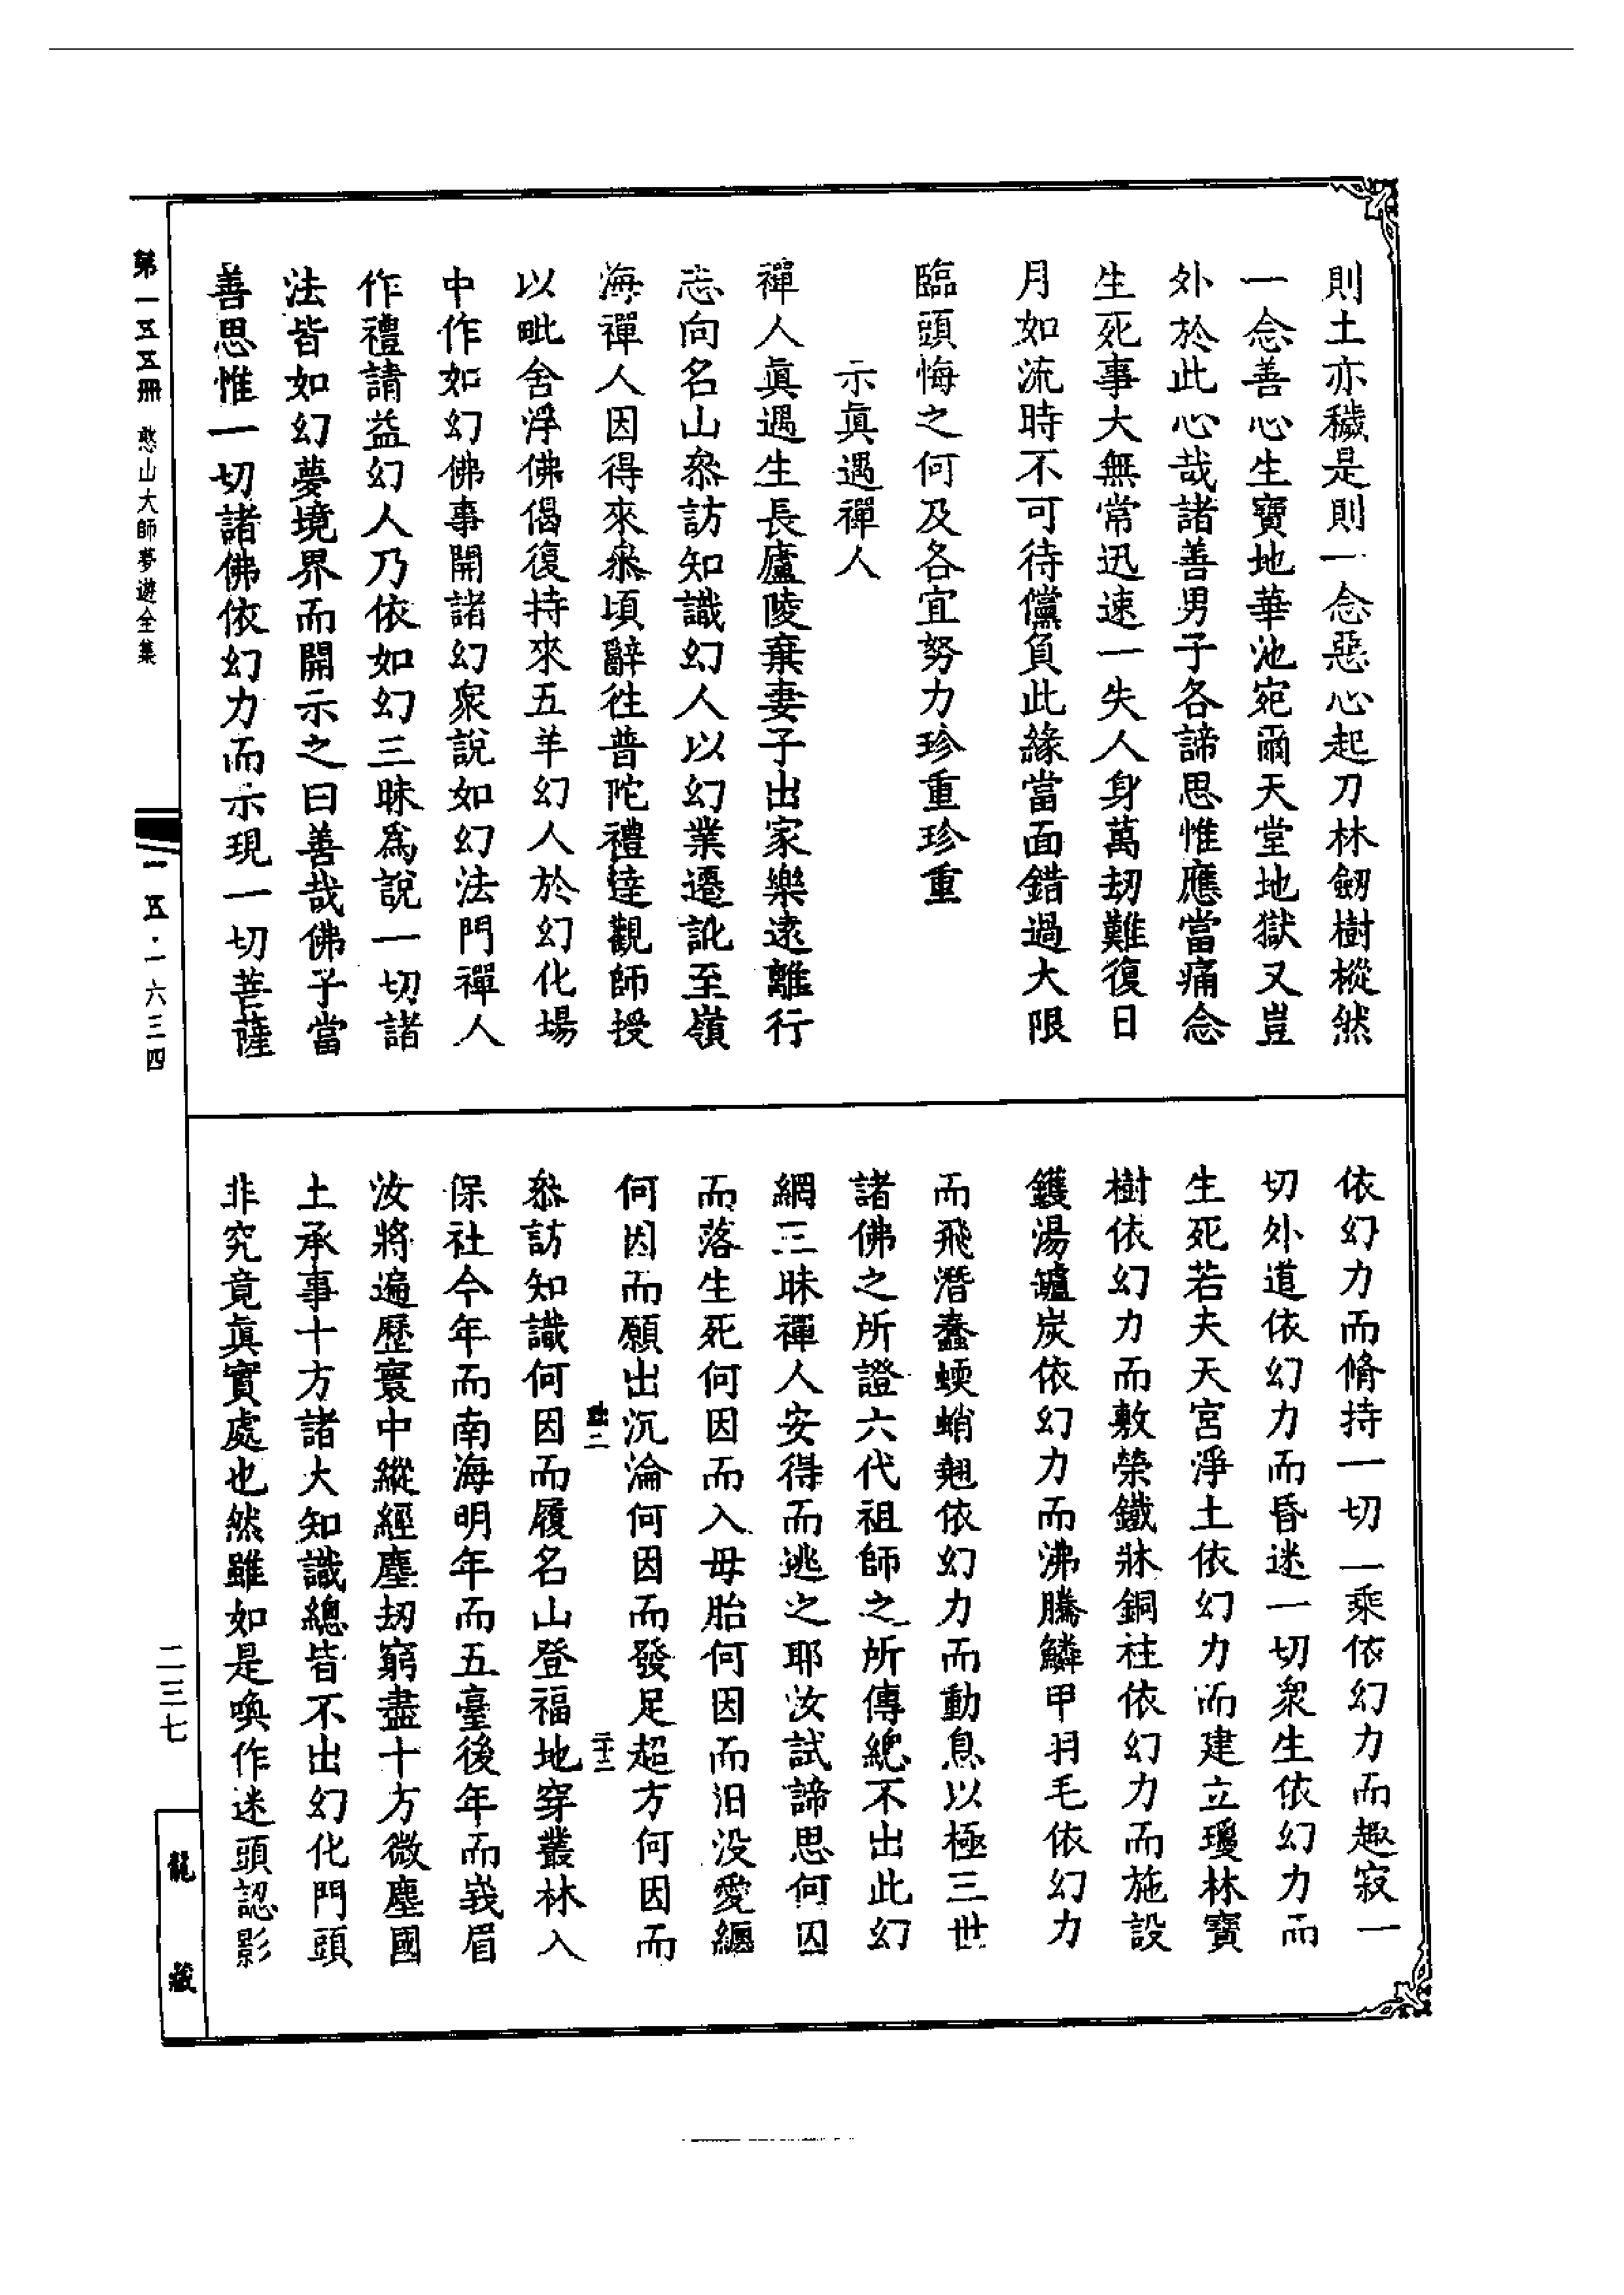 則土亦穢是則一念惡心起刀林劒樹樅然
一念善心生寶地華池宛爾天堂地獄又豈
外於此心哉諸善男子各諦思惟應當痛念
生死事大無常迅速一失人身萬劫難復日
月如流時不可待儻負此緣當面錯過大限
臨頭悔之何及各宜努力珍重珍重
示眞遇禪人
禪人眞遇生長廬陵棄妻子出家樂遠離行
志向名山叅訪知識幻人以幻業遷訛至嶺
海禪人因得來叅頃辭往普陀禮達觀師授
以毗舍浮佛偈復持來五羊幻人於幻化場
中作如幻佛事開諸幻衆說如幻法門禪人
作禮請益幻人乃依如幻三昧爲說一切諸
法皆如幻夢境界而開示之曰善哉佛子當
善思惟一切諸佛依幻力而示現一切菩薩
依幻力而脩持一切二乘依幻力而趣寂一
切外道依幻力而昏迷一切衆生依幻力而
生死若夫天宮淨土依幻力而建立瓊林寶
樹依幻力而敷榮鐵牀銅柱依幻力而施設
鑊湯罏炭依幻力而沸騰鱗甲羽毛依幻力
而飛潛蠢蝡蛸翹依幻力而動息以極三世
諸佛之所證六代祖師之所傳總不出此幻
網三昧禪人安得而逃之耶汝試諦思何因
而落生死何因而入母胎何因而汨没愛纏
何因而願出沉淪何因而發足超方何因而
叅訪知識何因而履名山登福地穿叢林入
保社今年而南海明年而五臺後年而峩眉
汝將遍歷寰中縱經塵劫窮盡十方微塵國
土承事十方諸大知識總皆不出幻化門頭
非究竟眞實處也然雖如是喚作迷頭認影
第一五五冊 憨山大師夢遊全集
一五·一六三四
二三七
龍藏